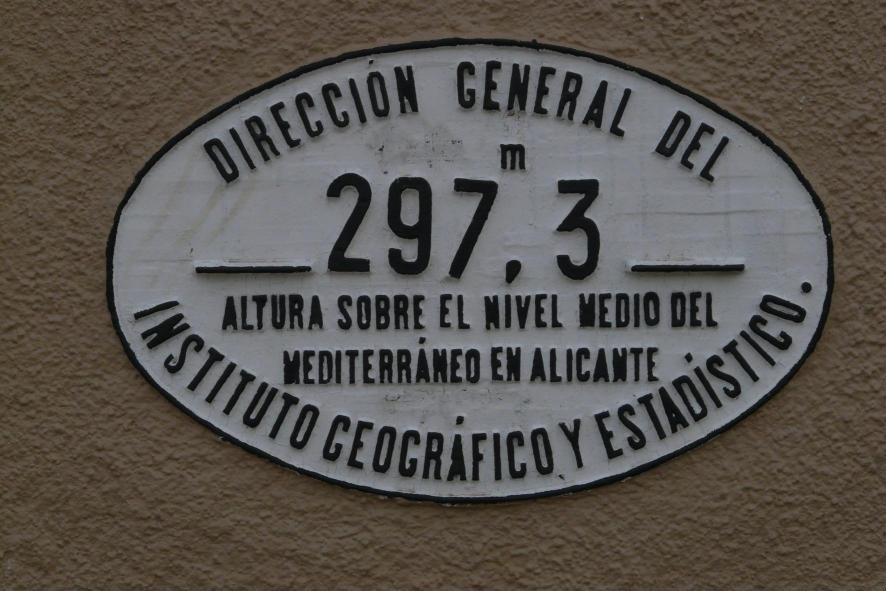 DIRECCIÓN GENERAL DEL
m
297,3
ALTURA SOBRE EL NIVEL MEDIO DEL
MEDITERRÁNEO EN ALICANTE
INSTITUTO GEOGRÁFICO Y ESTADÍSTICO.